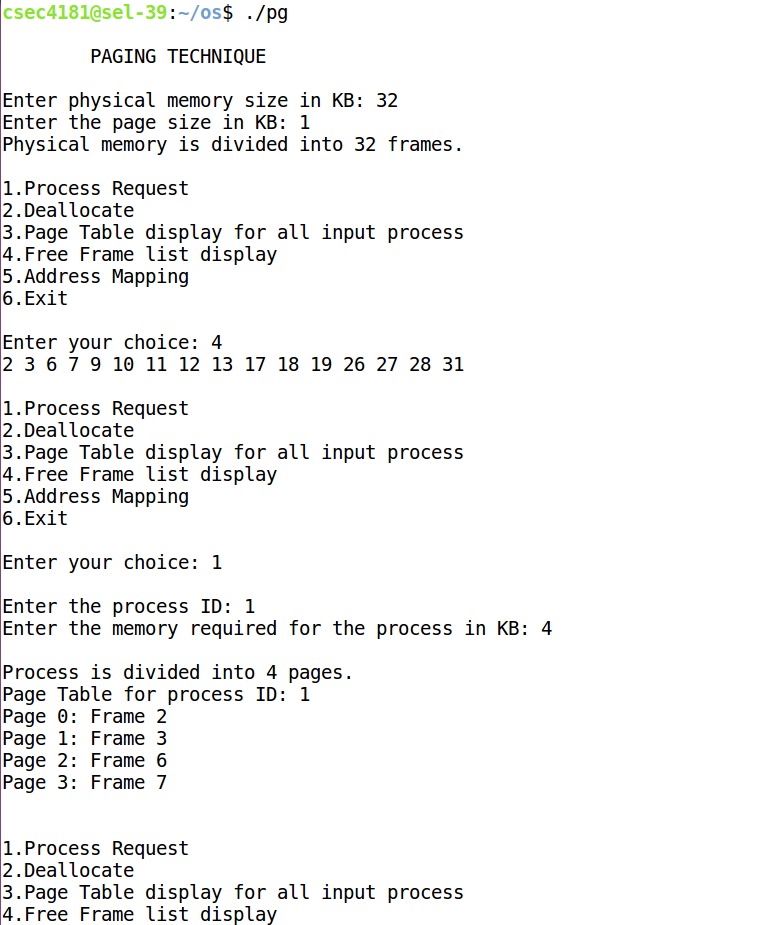 csec4181@sel-39:~/os$ ./pg
PAGING TECHNIQUE
Enter physical memory size in KB: 32
Enter the page size in KB: 1
Physical memory is divided into 32 frames.
1.Process Request
2.Deallocate
3.Page Table display for all input process
4.Free Frame list display
5.Address Mapping
6.Exit
Enter your choice: 4
2 3 6 7 9 10 11 12 13 17 18 19 26 27 28 31
1.Process Request
2.Deallocate
3.Page Table display for all input process
4.Free Frame list display
5.Address Mapping
6.Exit
Enter your choice: 1
Enter the process ID: 1
Enter the memory required for the process in KB: 4
Process is divided into 4 pages.
Page Table for process ID: 1
Page 0: Frame 2
Page 1: Frame 3
Page 2: Frame 6
Page 3: Frame 7
1.Process Request
2.Deallocate
3.Page Table display for all input process
4.Free Frame list display